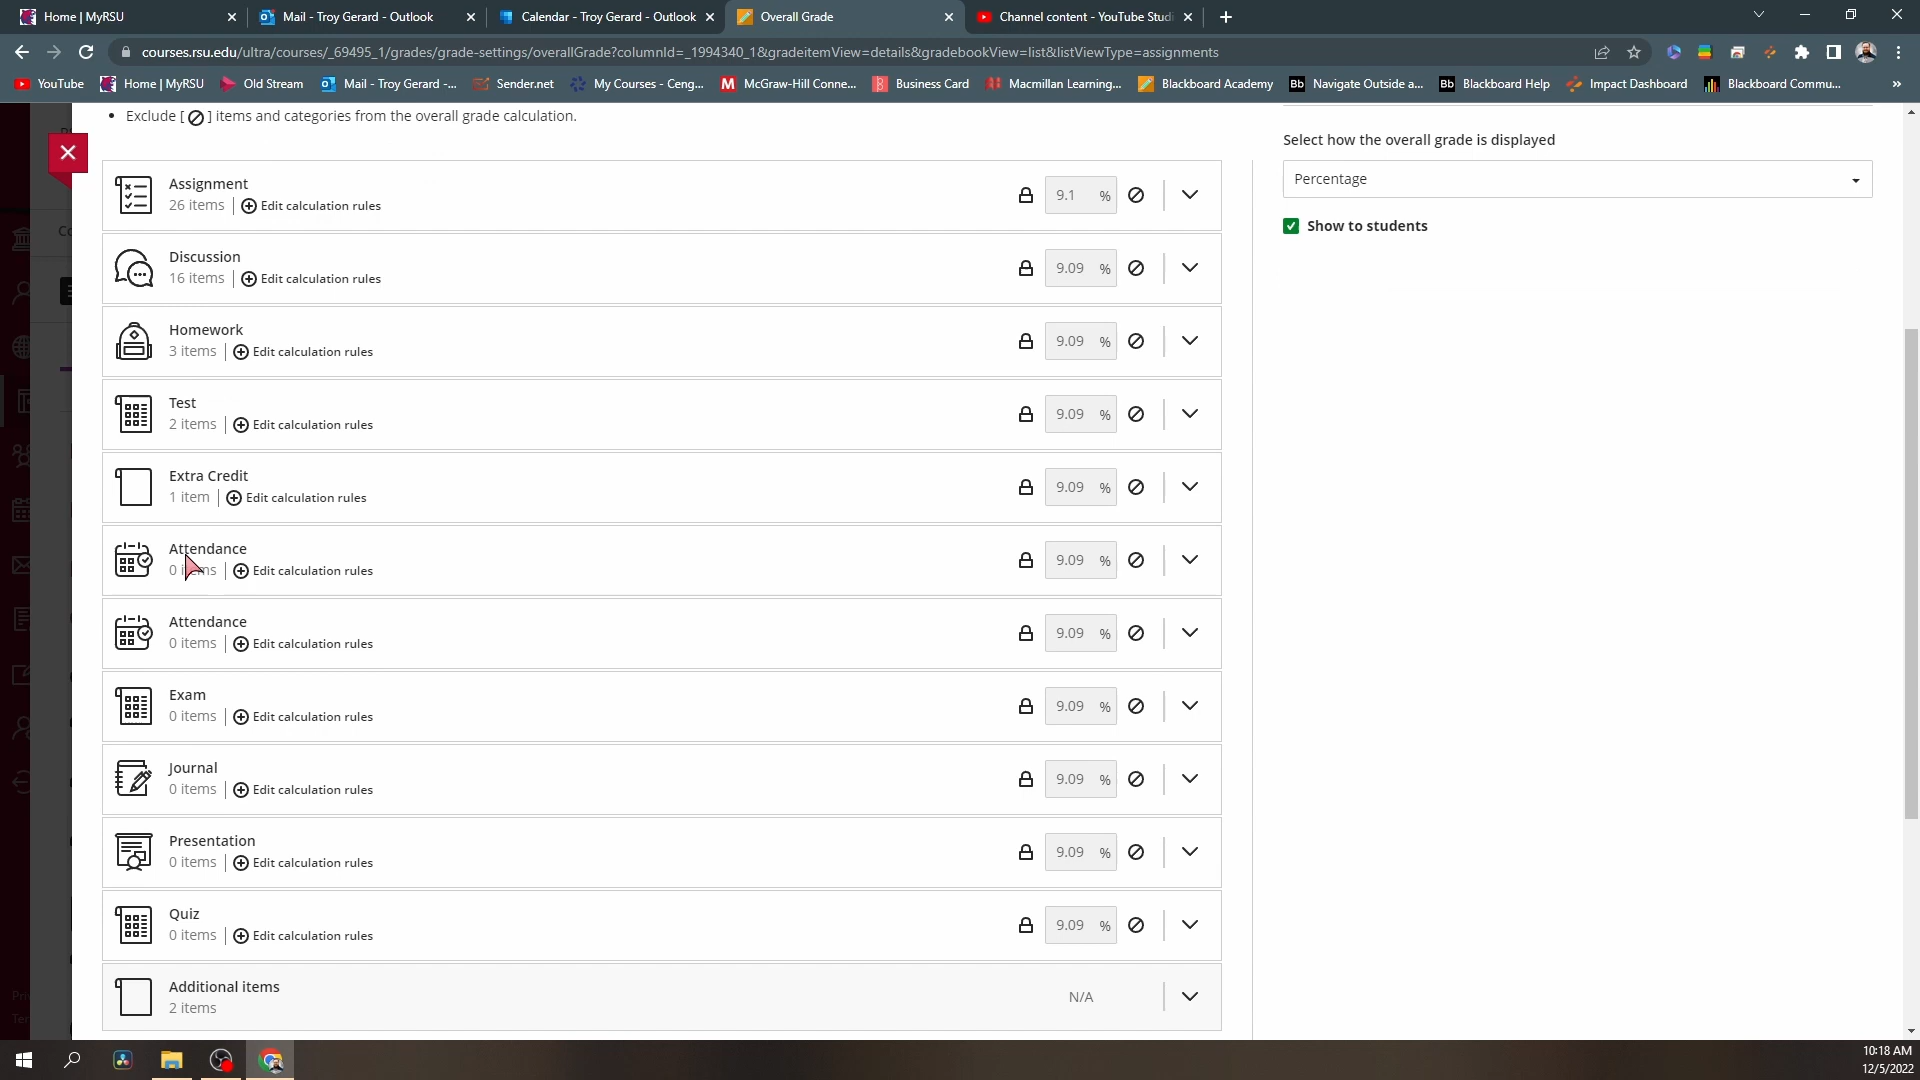 Home | MyRSU
Mail - Troy Gerard - Outlook
Calendar - Troy Gerard - Outlook
Overall Grade
Channel content - YouTube Studi
courses.rsu.edu/ultra/courses/_69495_1/grades/grade-settings/overallGrade?columnId=_1994340_1&gradeitemView=details&gradebookView=list&listViewType=assignments
YouTube
Home | MyRSU
Old Stream
Mail - Troy Gerard -...
Sender.net
My Courses - Ceng...
McGraw-Hill Conne...
Business Card
Macmillan Learning...
Blackboard Academy
Navigate Outside a...
Blackboard Help
Impact Dashboard
Blackboard Commu...
Exclude [ ] items and categories from the overall grade calculation.
Assignment
26 items
Edit calculation rules
9.1 %
Discussion
16 items
Edit calculation rules
9.09 %
Homework
3 items
Edit calculation rules
9.09 %
Test
2 items
Edit calculation rules
9.09 %
Extra Credit
1 item
Edit calculation rules
9.09 %
Attendance
0 items
Edit calculation rules
9.09 %
Attendance
0 items
Edit calculation rules
9.09 %
Exam
0 items
Edit calculation rules
9.09 %
Journal
0 items
Edit calculation rules
9.09 %
Presentation
0 items
Edit calculation rules
9.09 %
Quiz
0 items
Edit calculation rules
9.09 %
Additional items
2 items
N/A
Select how the overall grade is displayed
Percentage
Show to students
10:18 AM
12/5/2022